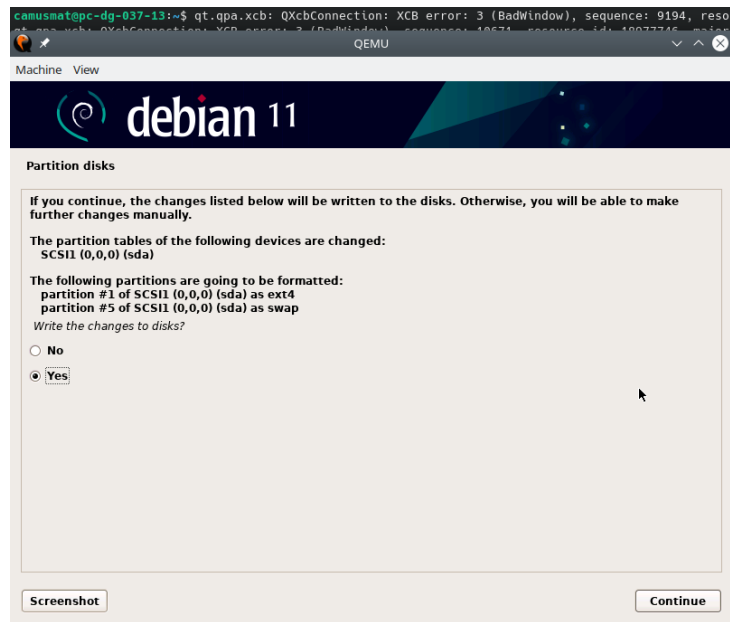 camusmat@pc-dg-037-13:~$ qt.qpa.xcb: QXcbConnection: XCB error: 3 (BadWindow), sequence: 9194, reso
QEMU
Machine View
debian 11
Partition disks
If you continue, the changes listed below will be written to the disks. Otherwise, you will be able to make
further changes manually.
The partition tables of the following devices are changed:
SCSI1 (0,0,0) (sda)
The following partitions are going to be formatted:
partition #1 of SCSI1 (0,0,0) (sda) as ext4
partition #5 of SCSI1 (0,0,0) (sda) as swap
Write the changes to disks?
No
Yes
Screenshot Continue